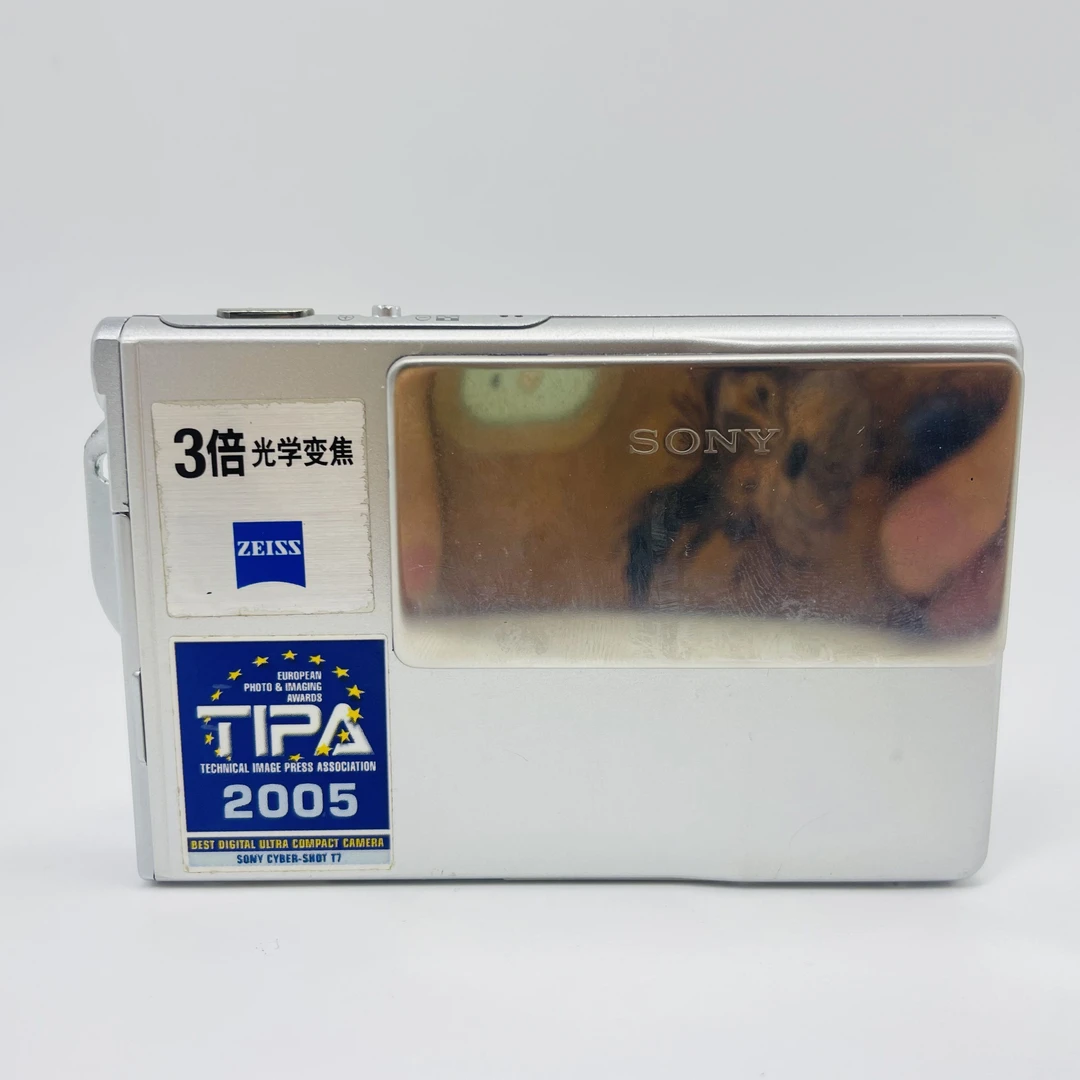 SONY
3倍 光学变焦
ZEISS
EUROPEAN
PHOTO & IMAGING
AWARDS
TIPA
TECHNICAL IMAGE PRESS ASSOCIATION
2005
BEST DIGITAL ULTRA COMPACT CAMERA
SONY CYBER-SHOT T7